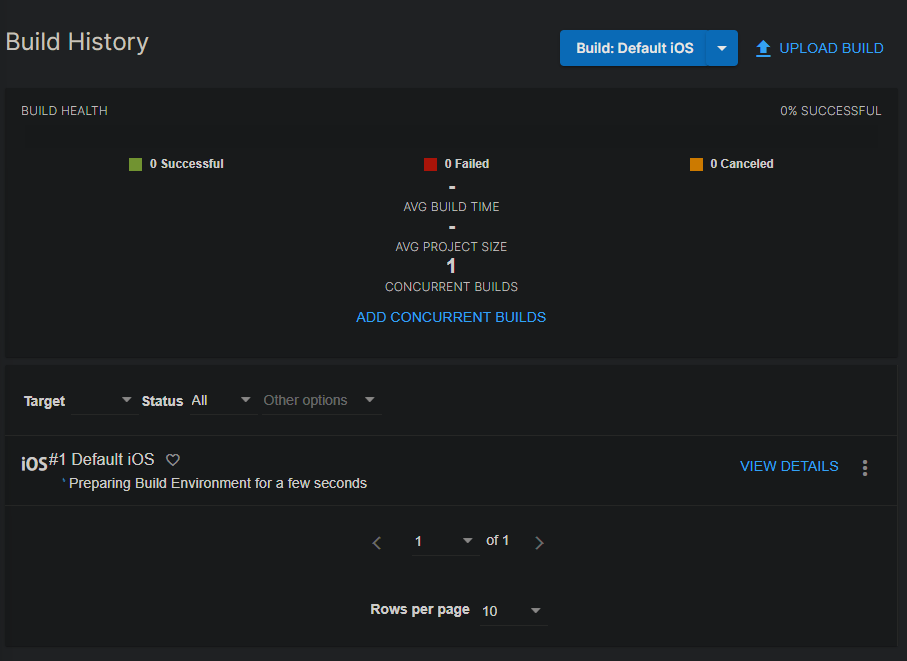 Build History
Build: Default iOS
UPLOAD BUILD
BUILD HEALTH
0% SUCCESSFUL
0 Successful
0 Failed
0 Canceled
-
AVG BUILD TIME
-
AVG PROJECT SIZE
1
CONCURRENT BUILDS
ADD CONCURRENT BUILDS
Target
Status All
Other options
iOS #1 Default iOS
Preparing Build Environment for a few seconds
VIEW DETAILS
1 of 1
Rows per page 10